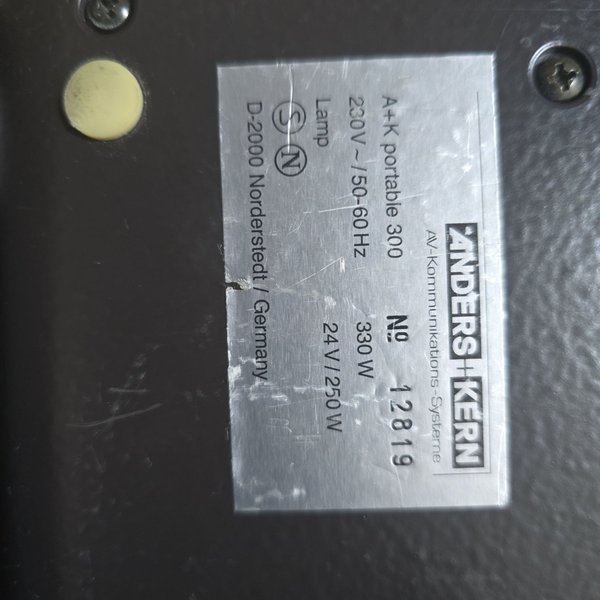 ANDERS+KERN
AV-Kommunikations-Systeme
A+K portable 300 № 12819
230V~/50-60Hz 330W
Lamp 24V/250W
S N
D-2000 Norderstedt / Germany